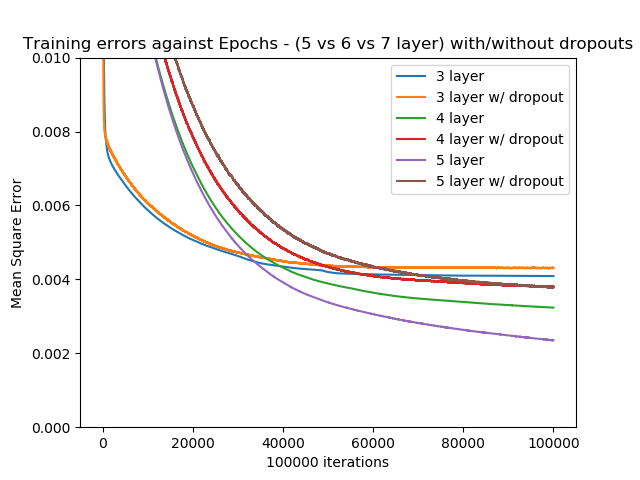 Training errors against Epochs - (5 vs 6 vs 7 layer) with/without dropouts
0.010
0.008
0.006
0.004
0.002
0.000
Mean Square Error
3 layer
3 layer w/ dropout
4 layer
4 layer w/ dropout
5 layer
5 layer w/ dropout
0
20000
40000
60000
80000
100000
100000 iterations